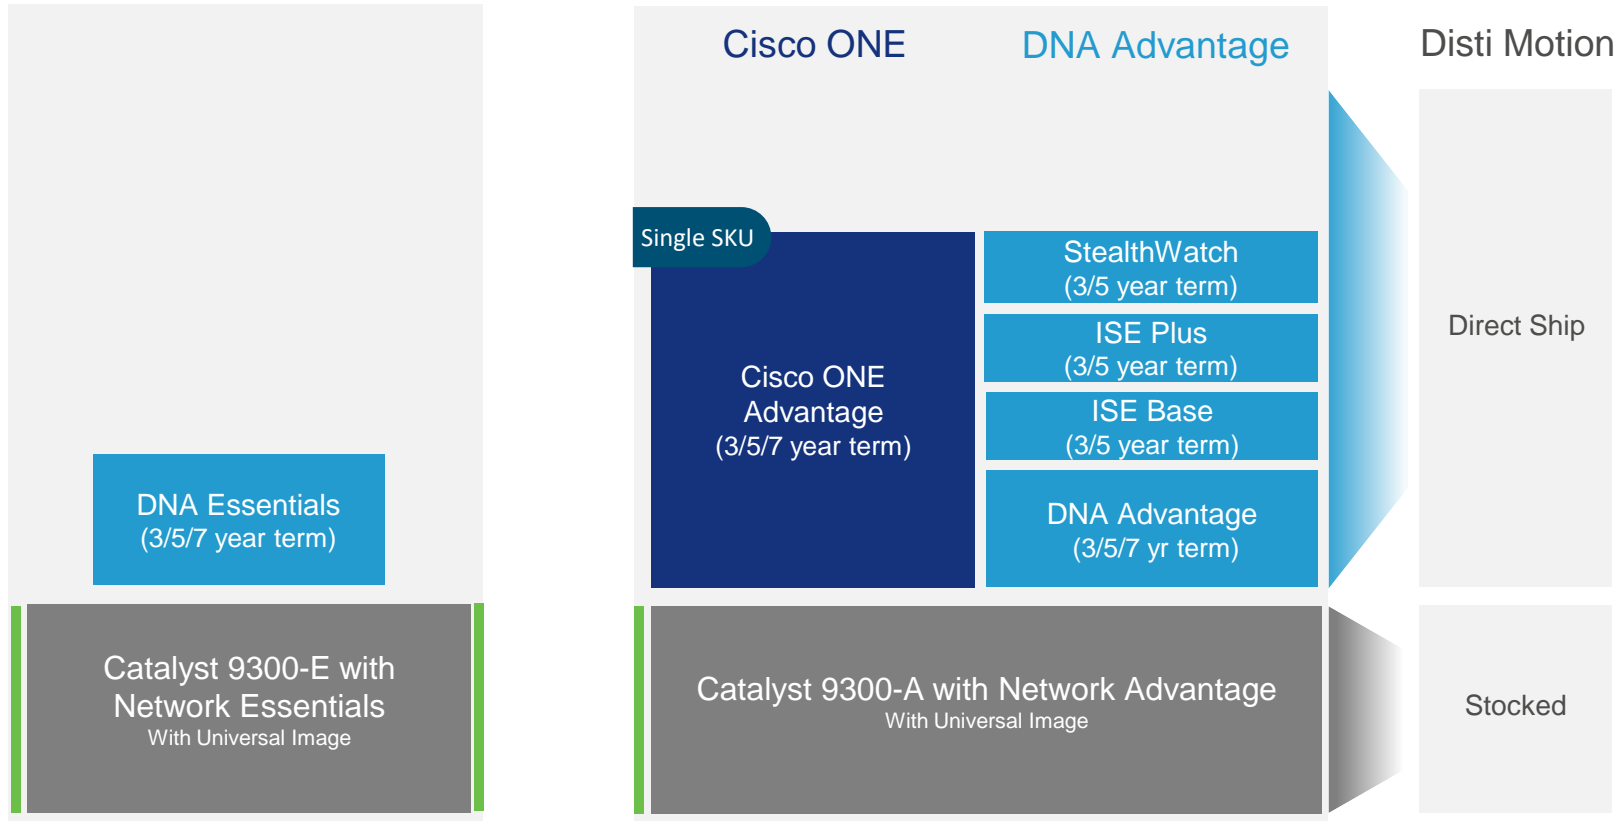 Cisco ONE
DNA Advantage
Disti Motion
Single SKU
Cisco ONE
Advantage
(3/5/7 year term)
StealthWatch
(3/5 year term)
ISE Plus
(3/5 year term)
ISE Base
(3/5 year term)
DNA Advantage
(3/5/7 yr term)
Direct Ship
DNA Essentials
(3/5/7 year term)
Catalyst 9300-E with
Network Essentials
With Universal Image
Catalyst 9300-A with Network Advantage
With Universal Image
Stocked